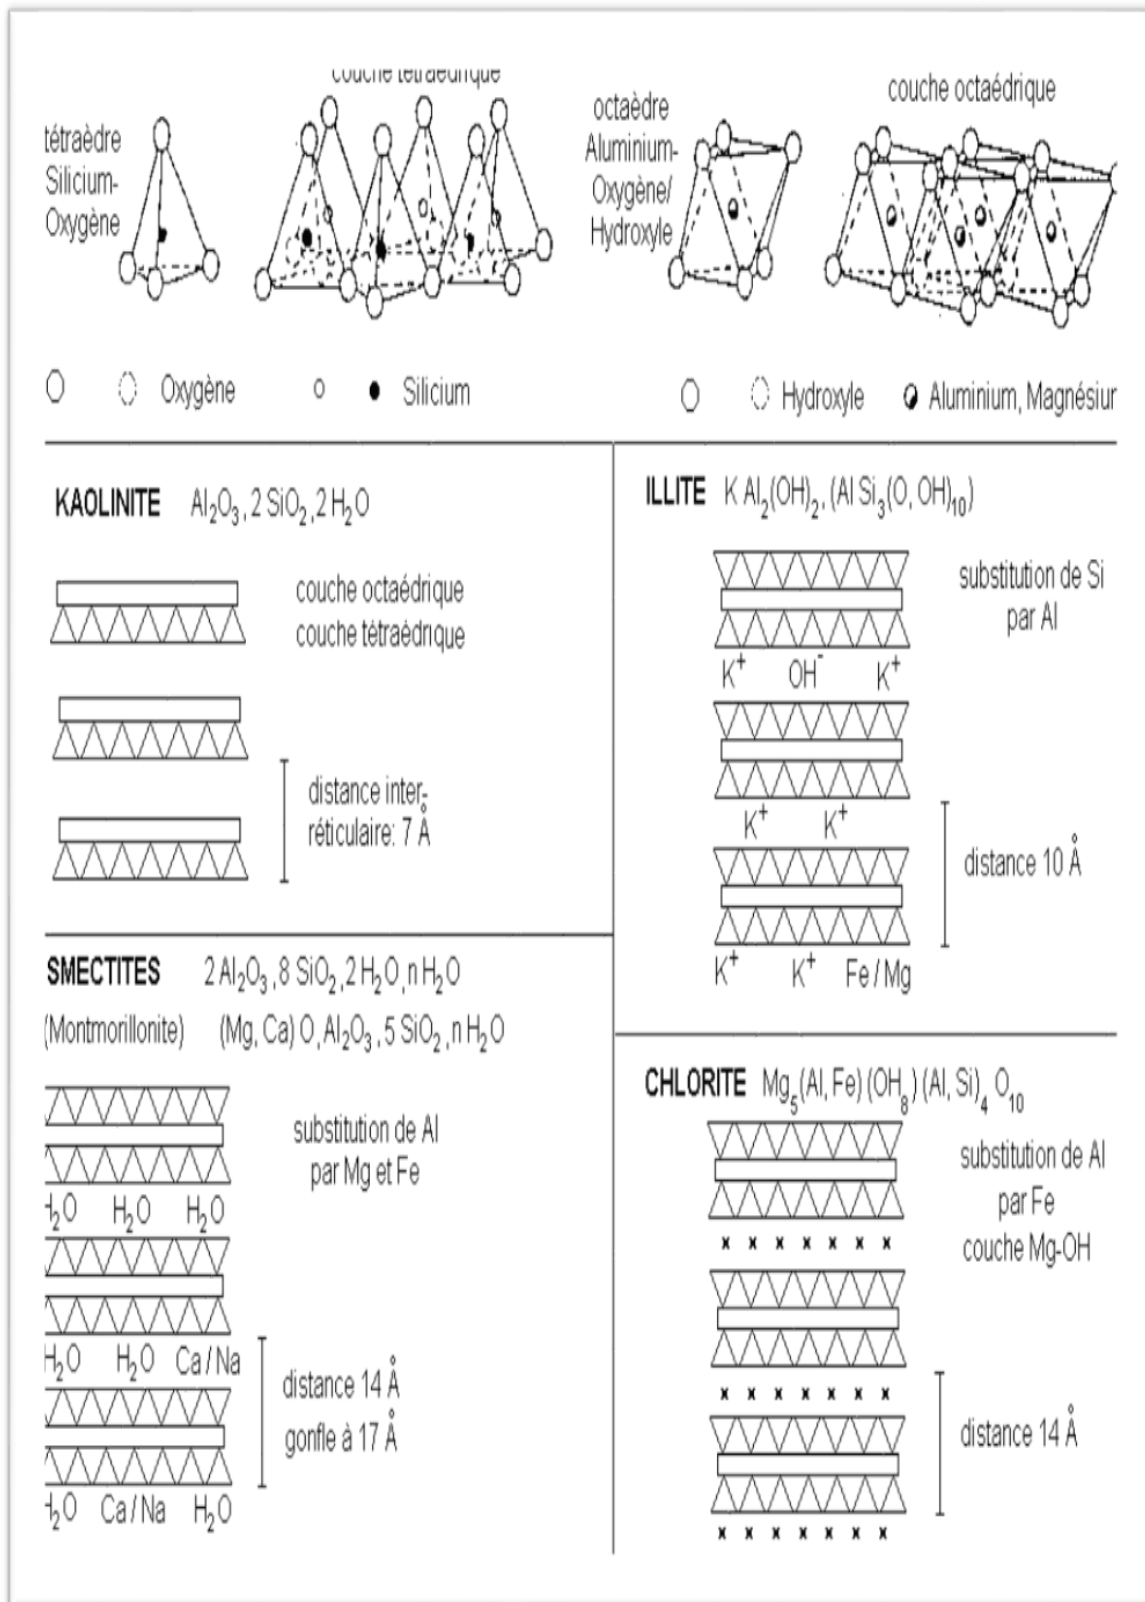 couche tétraédrique
tétraèdre
Silicium-
Oxygène
octaèdre
Aluminium-
Oxygène/
Hydroxyle
couche octaédrique
Oxygène
Silicium
Hydroxyle
Aluminium, Magnésiur
KAOLINITE Al₂O₃, 2 SiO₂, 2 H₂O
couche octaédrique
couche tétraèdrique
distance inter-
réticulaire: 7 Å
ILLITE K Al₂(OH)₂, (Al Si₃(O, OH)₁₀)
substitution de Si
par Al
K⁺ OH⁻ K⁺
K⁺ K⁺
distance 10 Å
K⁺ K⁺ Fe / Mg
SMECTITES 2 Al₂O₃, 8 SiO₂, 2 H₂O, n H₂O
(Montmorillonite) (Mg, Ca) O, Al₂O₃, 5 SiO₂, n H₂O
substitution de Al
par Mg et Fe
H₂O H₂O H₂O
H₂O H₂O Ca / Na
distance 14 Å
gonfle à 17 Å
H₂O Ca / Na H₂O
CHLORITE Mg₅(Al, Fe) (OH₈) (Al, Si)₄ O₁₀
substitution de Al
par Fe
couche Mg-OH
distance 14 Å